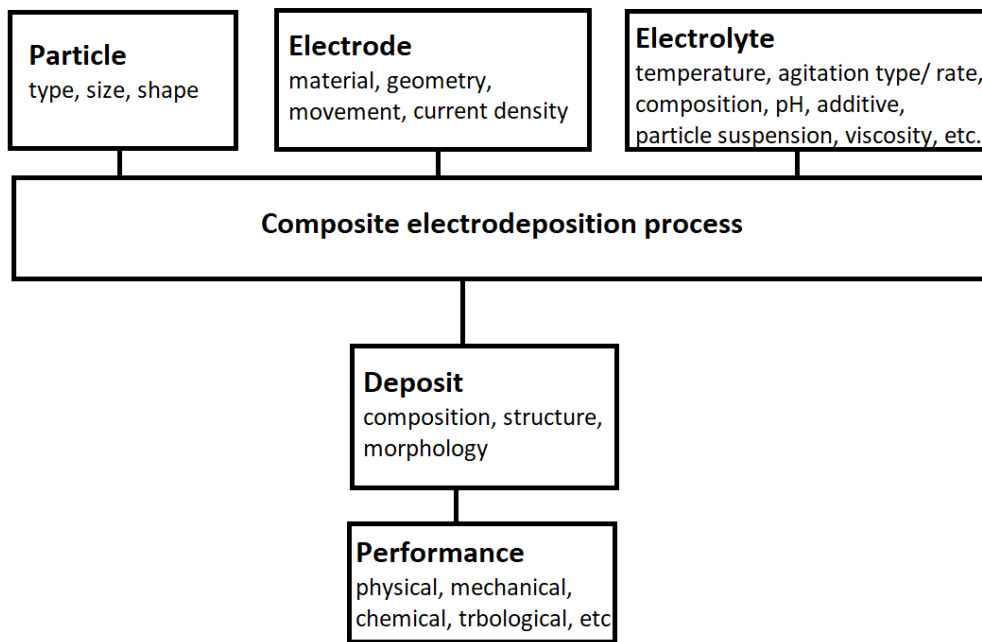 Particle
type, size, shape
Electrode
material, geometry,
movement, current density
Electrolyte
temperature, agitation type/ rate,
composition, pH, additive,
particle suspension, viscosity, etc.
Composite electrodeposition process
Deposit
composition, structure,
morphology
Performance
physical, mechanical,
chemical, trbological, etc